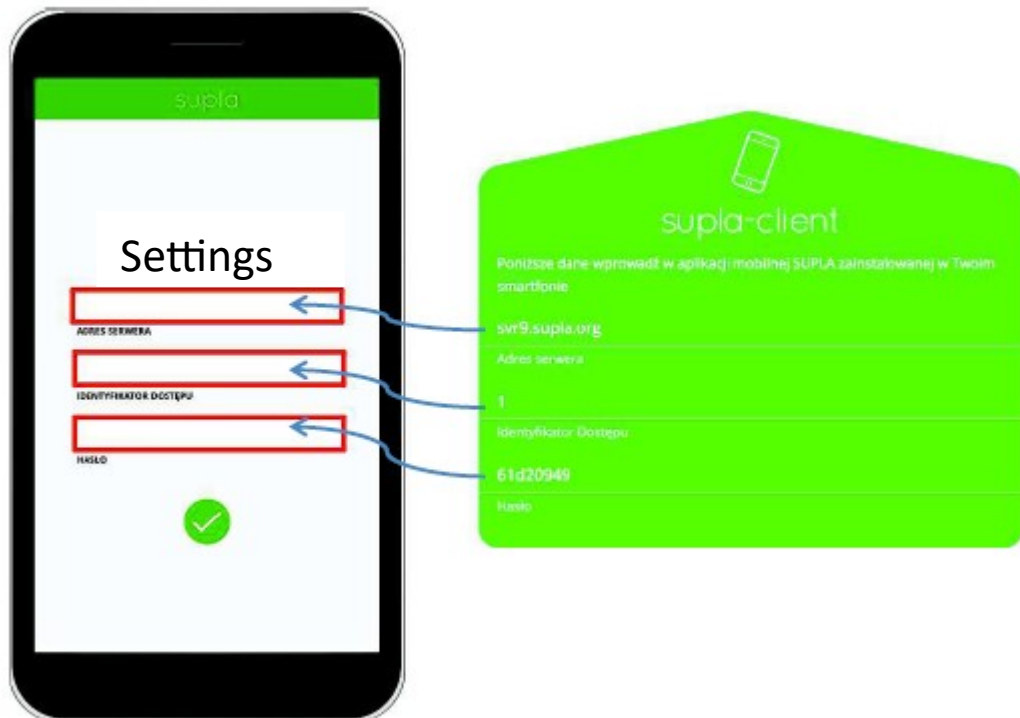 supla
Settings
ADRES SERWERA
IDENTYFIKATOR DOSTĘPU
HASŁO
supla-client
Poniższe dane wprowadź w aplikacji mobilnej SUPLA zainstalowanej w Twoim
smartfonie
svr9.supla.org
Adres serwera
1
Identyfikator Dostępu
61d20949
Hasło